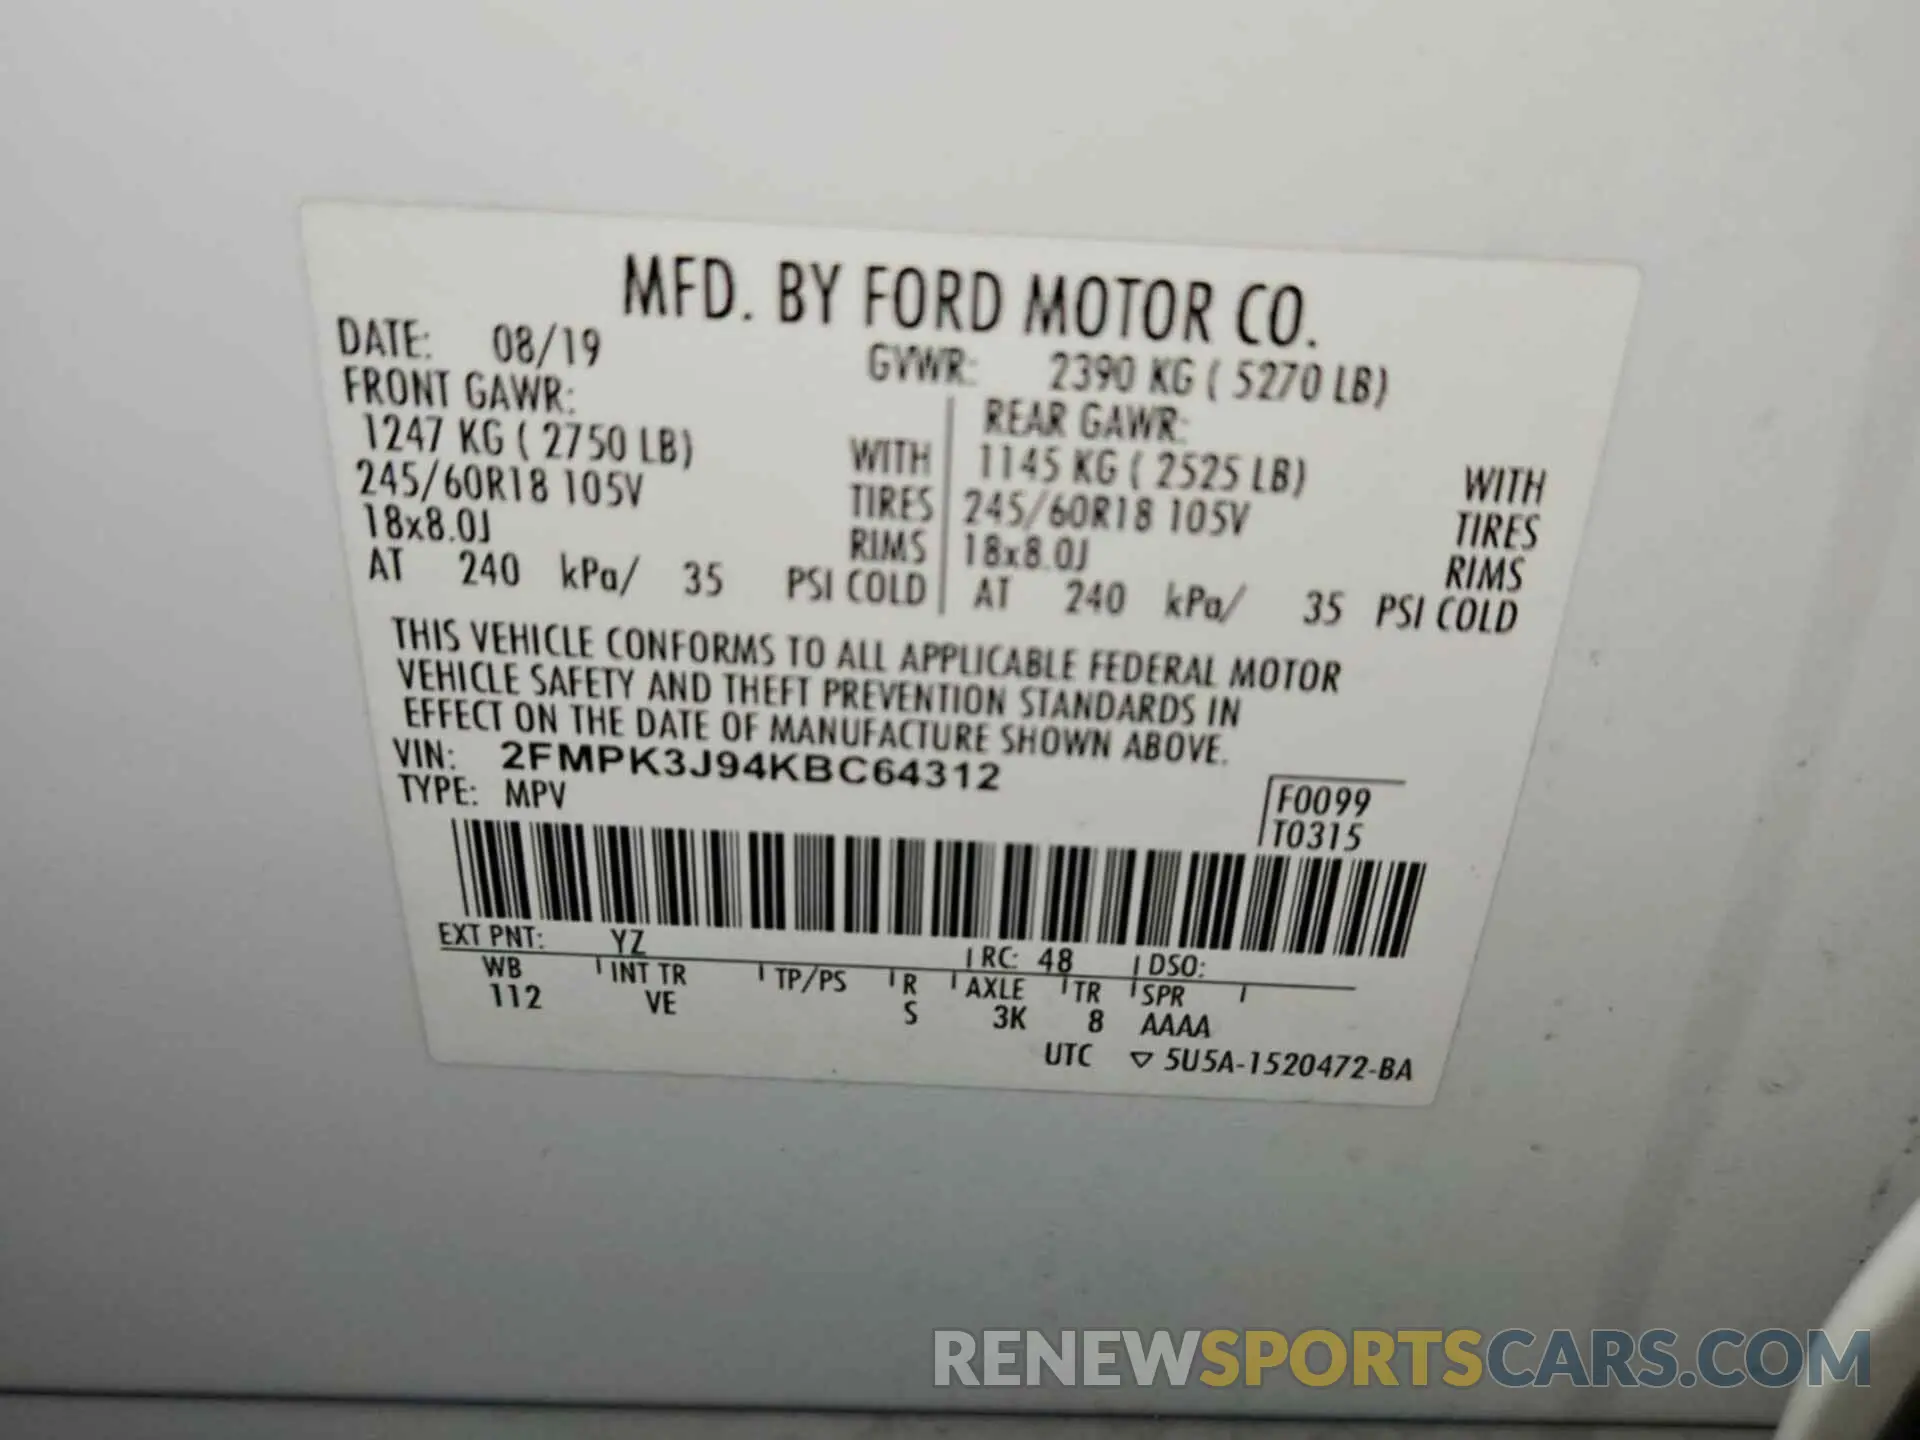 MFD. BY FORD MOTOR CO.
DATE: 08/19 GVWR: 2390 KG ( 5270 LB)
FRONT GAWR: REAR GAWR:
1247 KG ( 2750 LB) WITH 1145 KG ( 2525 LB) WITH
245/60R18 105V TIRES 245/60R18 105V TIRES
18x8.0J RIMS 18x8.0J RIMS
AT 240 kPa/ 35 PSI COLD AT 240 kPa/ 35 PSI COLD
THIS VEHICLE CONFORMS TO ALL APPLICABLE FEDERAL MOTOR
VEHICLE SAFETY AND THEFT PREVENTION STANDARDS IN
EFFECT ON THE DATE OF MANUFACTURE SHOWN ABOVE.
VIN: 2FMPK3J94KBC64312
TYPE: MPV
F0099
T0315
EXT PNT: YZ RC: 48 DSO:
WB INT TR TP/PS R AXLE TR SPR
112 VE S 3K 8 AAAA
UTC ▽ 5U5A-1520472-BA
RENEWSPORTSCARS.COM